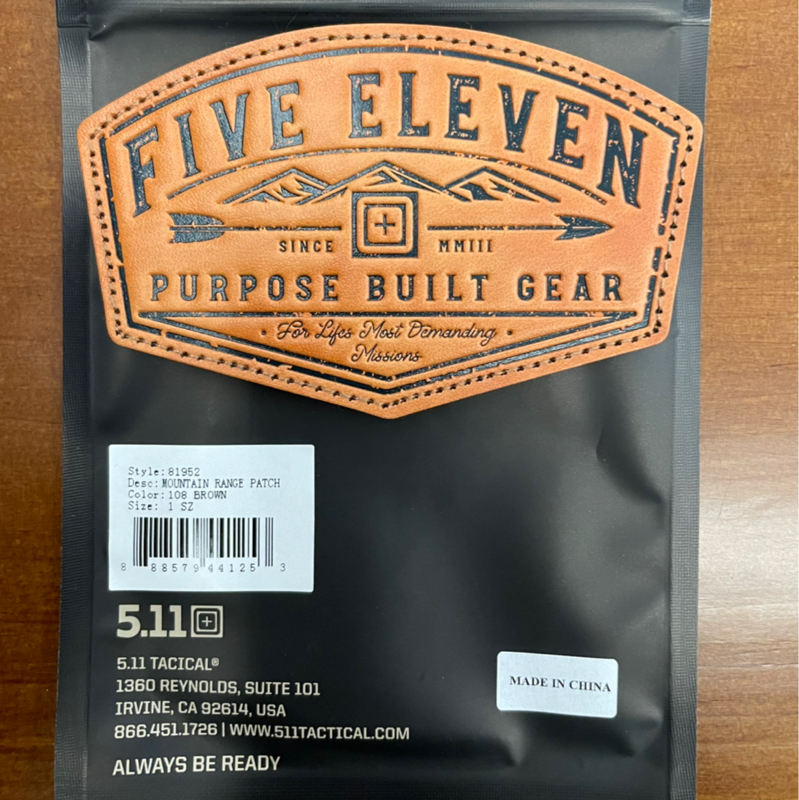 FIVE ELEVEN
SINCE MMIII
PURPOSE BUILT GEAR
For Lifes Most Demanding
Missions
Style: 81952
Desc: MOUNTAIN RANGE PATCH
Color: 108 BROWN
Size: 1 SZ
8 88579 44125 3
5.11
5.11 TACICAL®
1360 REYNOLDS, SUITE 101
IRVINE, CA 92614, USA
866.451.1726 | WWW.511TACTICAL.COM
ALWAYS BE READY
MADE IN CHINA